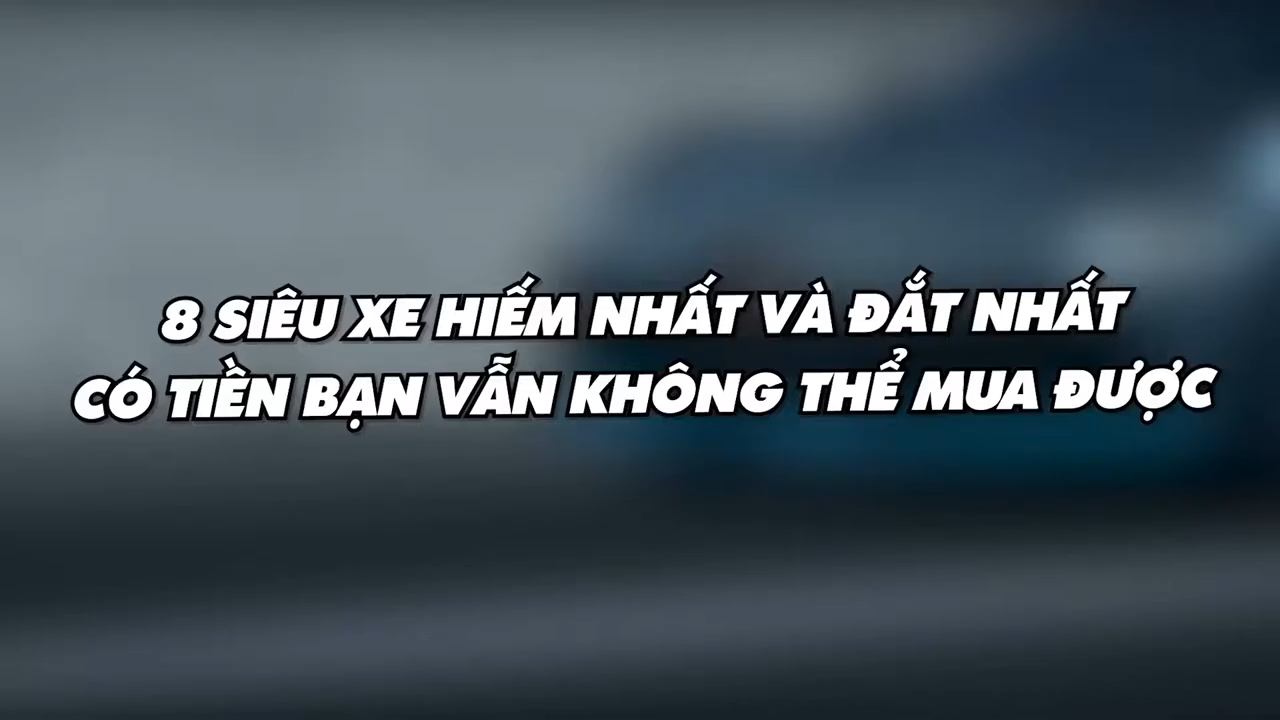 8 SIÊU XE HIẾM NHẤT VÀ ĐẮT NHẤT
CÓ TIỀN BẠN VẪN KHÔNG THỂ MUA ĐƯỢC